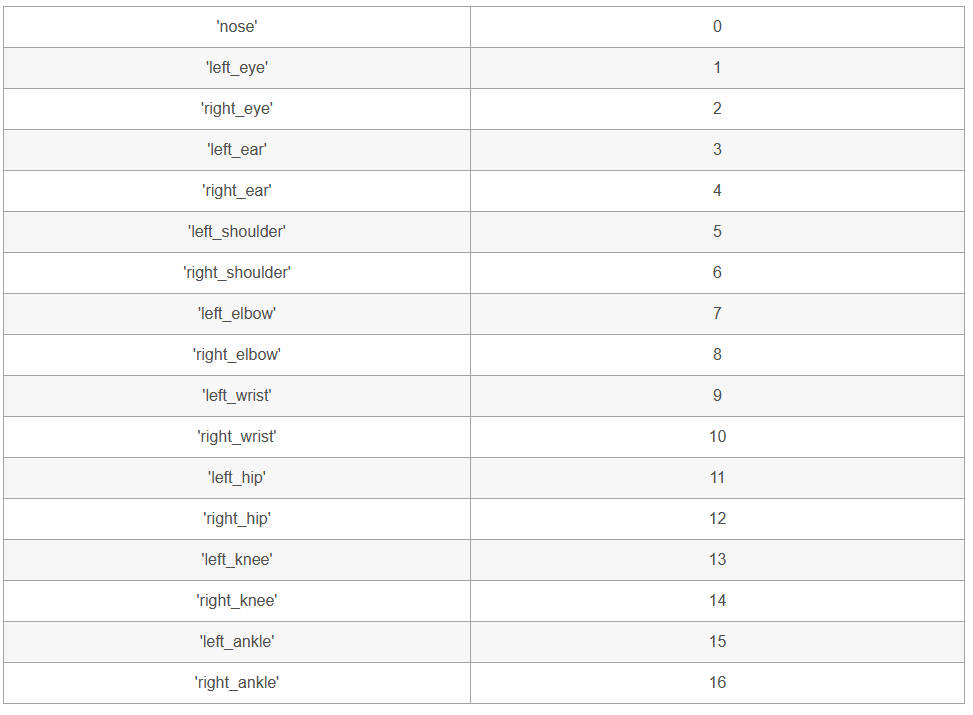 'nose' 0
'left_eye' 1
'right_eye' 2
'left_ear' 3
'right_ear' 4
'left_shoulder' 5
'right_shoulder' 6
'left_elbow' 7
'right_elbow' 8
'left_wrist' 9
'right_wrist' 10
'left_hip' 11
'right_hip' 12
'left_knee' 13
'right_knee' 14
'left_ankle' 15
'right_ankle' 16